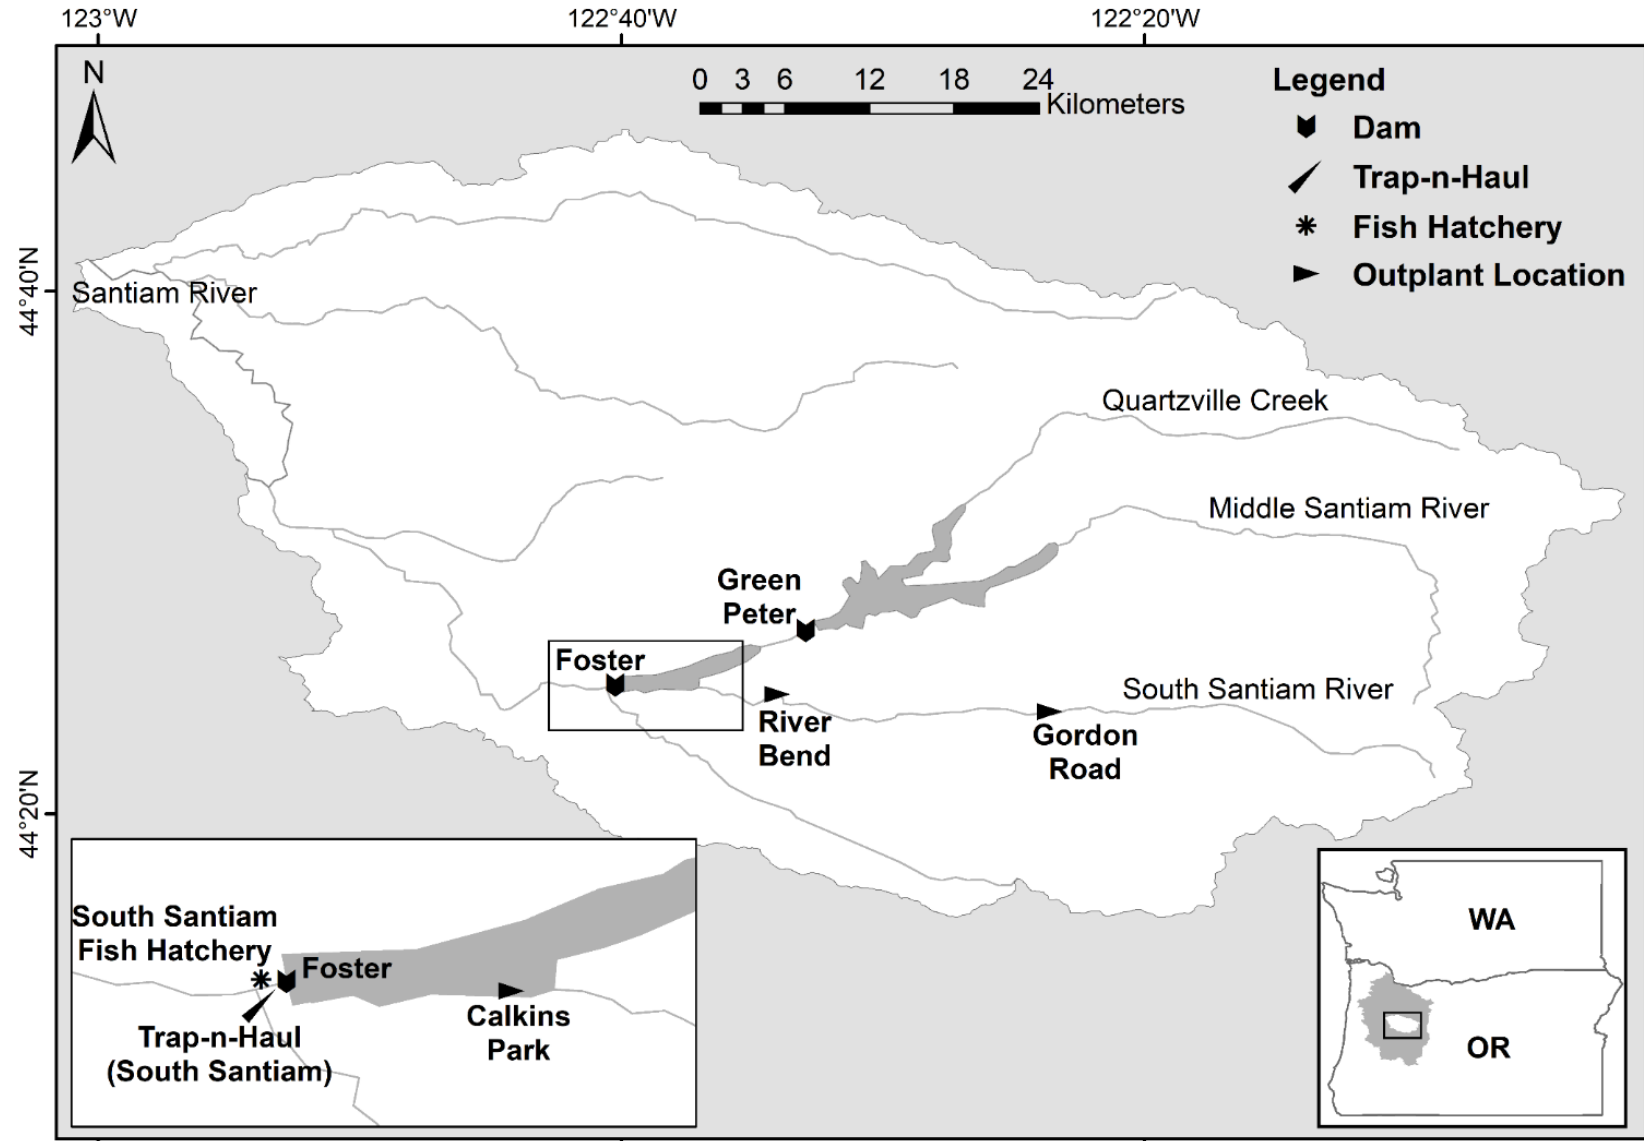 123°W 122°40'W 122°20'W
N
0 3 6 12 18 24
Kilometers
Legend
Dam
Trap-n-Haul
Fish Hatchery
Outplant Location
44°40'N
Santiam River
Quartzville Creek
Middle Santiam River
Green
Peter
Foster
South Santiam River
River
Bend
Gordon
Road
44°20'N
South Santiam
Fish Hatchery
Foster
Calkins
Park
Trap-n-Haul
(South Santiam)
WA
OR